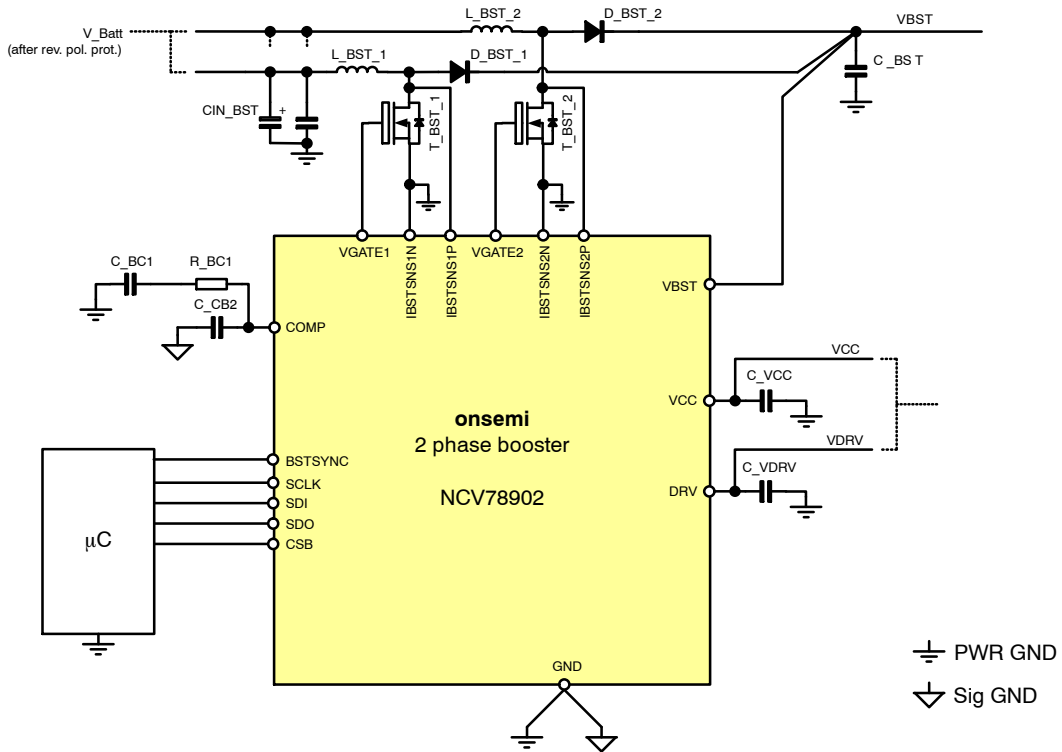 L_BST_2
D_BST_2
VBST
V_Batt
(after rev. pol. prot.)
L_BST_1
D_BST_1
C_BS T
CIN_BST
+
T_BST_1
T_BST_2
VGATE1
IBSTSNS1N
IBSTSNS1P
VGATE2
IBSTSNS2N
IBSTSNS2P
C_BC1
R_BC1
C_CB2
COMP
VBST
VCC
C_VCC
VCC
onsemi
2 phase booster
NCV78902
VDRV
C_VDRV
DRV
BSTSYNC
SCLK
SDI
SDO
CSB
μC
GND
PWR GND
Sig GND